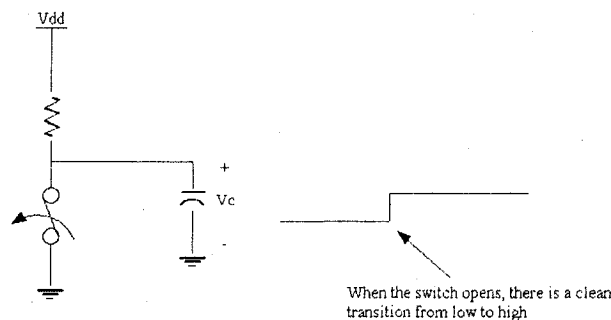 Vdd
+
Vc
-
When the switch opens, there is a clean
transition from low to high